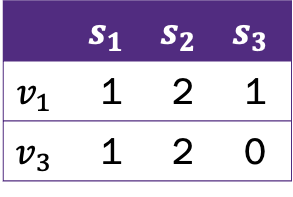 s₁ s₂ s₃
v₁ 1 2 1
v₃ 1 2 0